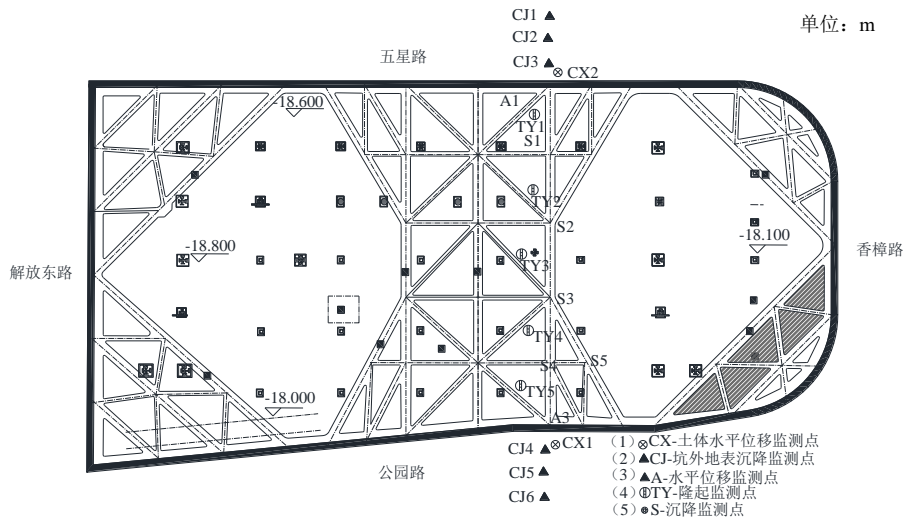 CJ1
单位：m
CJ2
五星路
CJ3
CX2
-18.600
A1
TY1
S1
TY2
S2
-18.800
-18.100
解放东路
TY3
香樟路
S3
TY4
S4
S5
TY5
-18.000
A3
CX1
CJ4
公园路
CJ5
CJ6
(1) CX-土体水平位移监测点
(2) CJ-坑外地表沉降监测点
(3) A-水平位移监测点
(4) TY-隆起监测点
(5) S-沉降监测点